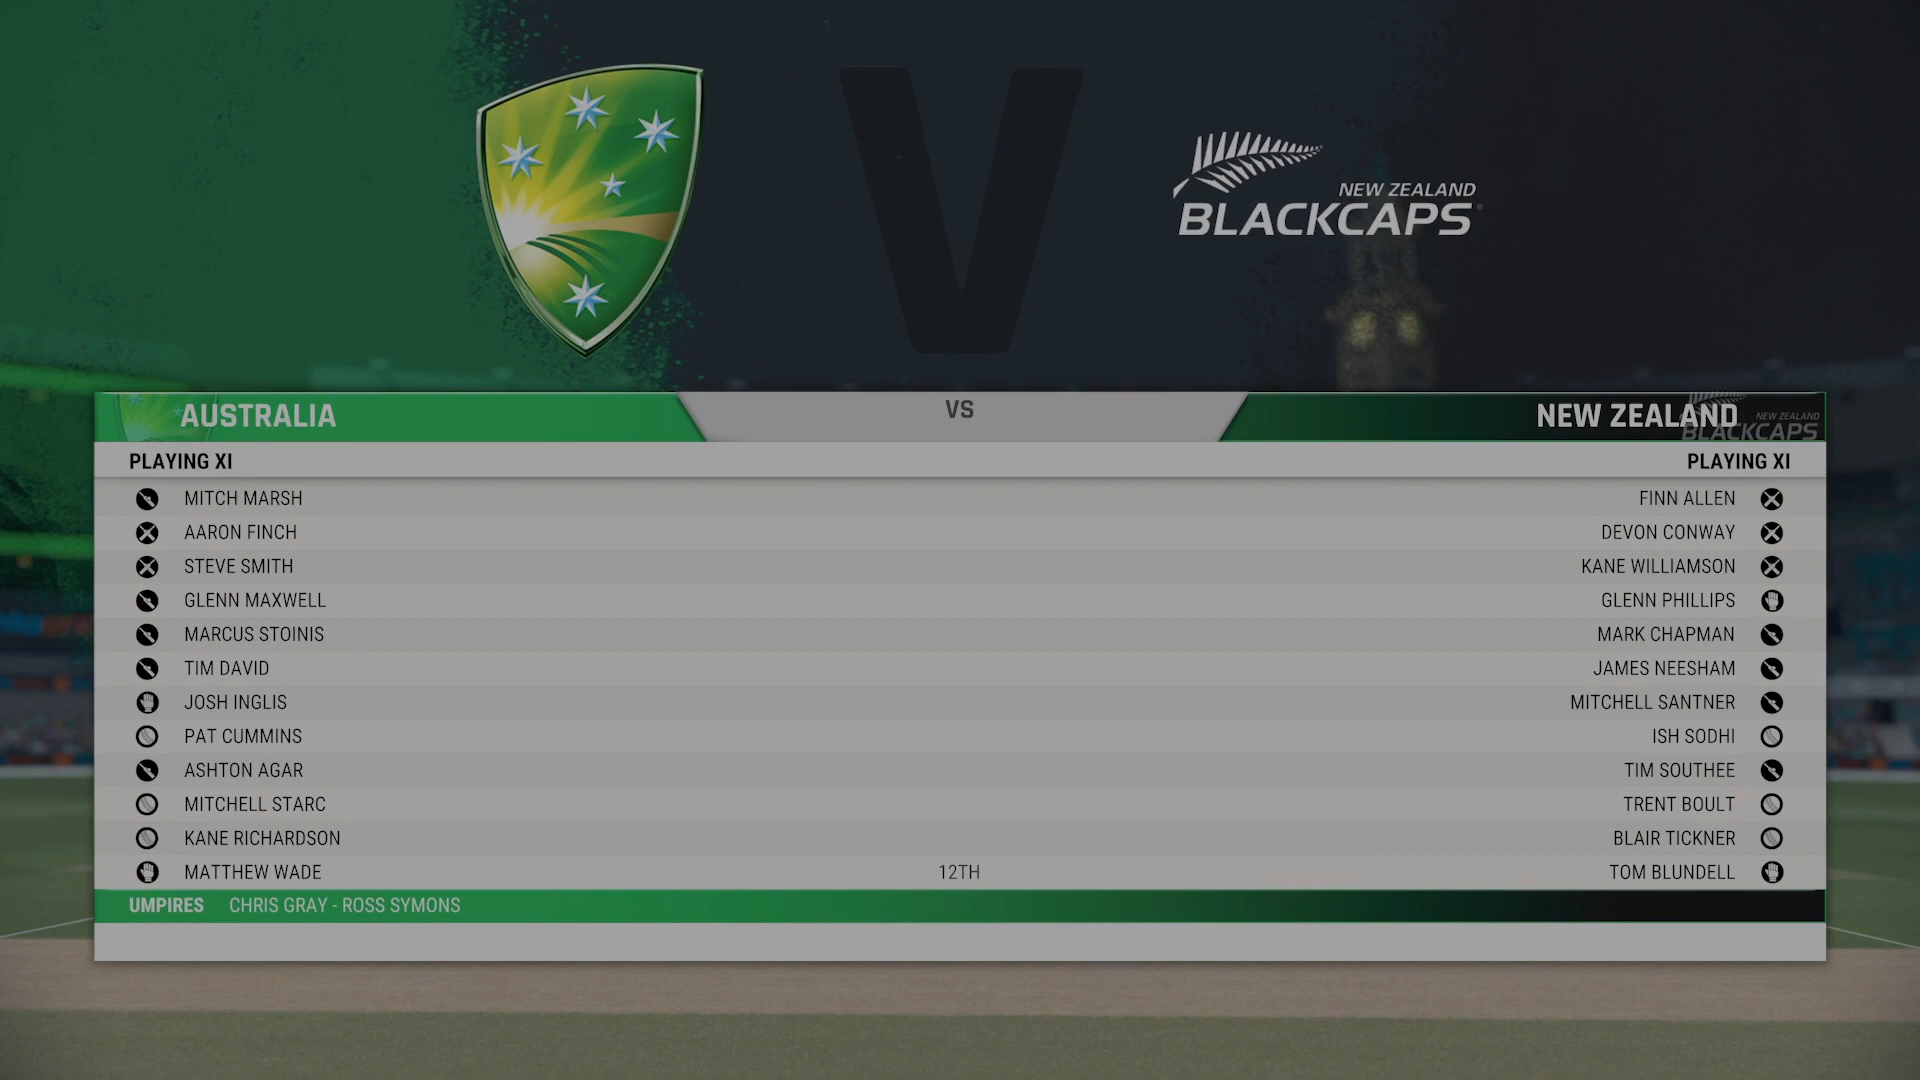 V
NEW ZEALAND
BLACKCAPS
AUSTRALIA VS NEW ZEALAND NEW ZEALAND BLACKCAPS
PLAYING XI PLAYING XI
MITCH MARSH FINN ALLEN
AARON FINCH DEVON CONWAY
STEVE SMITH KANE WILLIAMSON
GLENN MAXWELL GLENN PHILLIPS
MARCUS STOINIS MARK CHAPMAN
TIM DAVID JAMES NEESHAM
JOSH INGLIS MITCHELL SANTNER
PAT CUMMINS ISH SODHI
ASHTON AGAR TIM SOUTHEE
MITCHELL STARC TRENT BOULT
KANE RICHARDSON BLAIR TICKNER
MATTHEW WADE 12TH TOM BLUNDELL
UMPIRES CHRIS GRAY - ROSS SYMONS